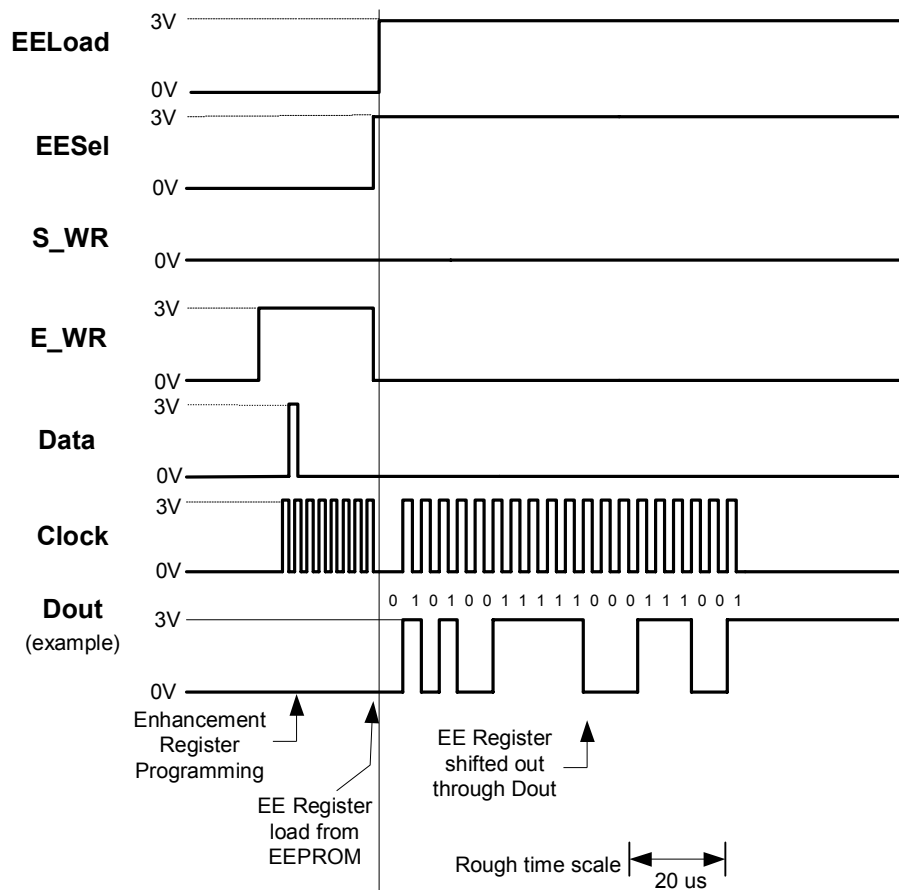 3V
EELoad
0V
3V
EESel
0V
S_WR
0V
3V
E_WR
0V
3V
Data
0V
3V
Clock
0V
0 1 0 1 0 0 1 1 1 1 1 0 0 0 1 1 1 0 0 1
Dout
3V
(example)
0V
Enhancement
Register
Programming
EE Register
load from
EEPROM
EE Register
shifted out
through Dout
Rough time scale
20 us